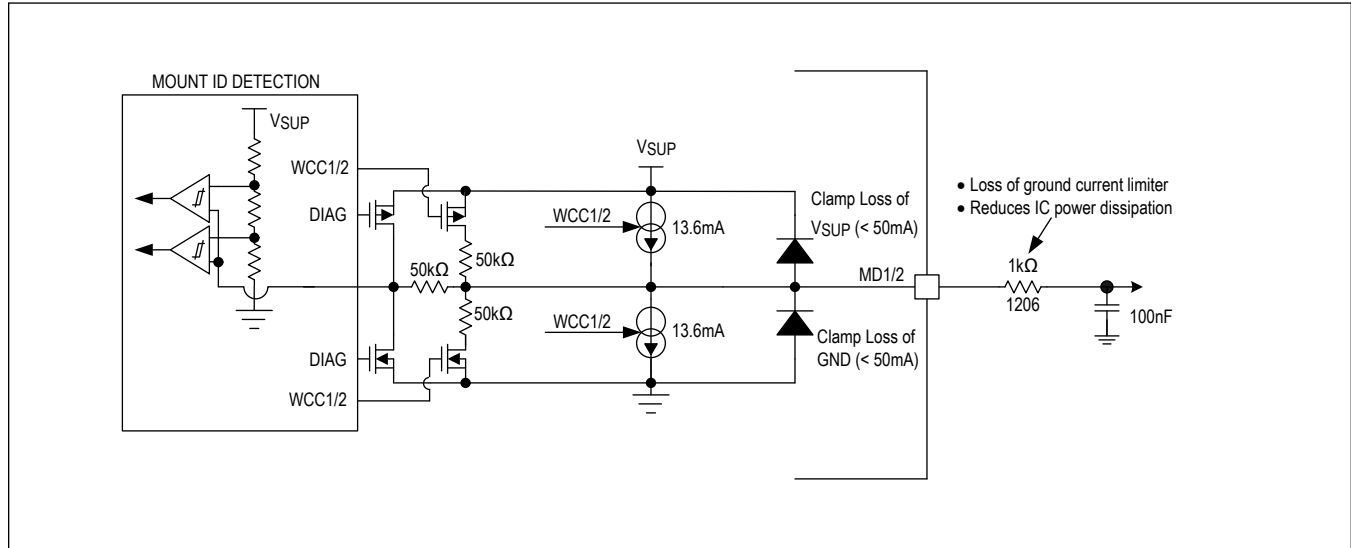 MOUNT ID DETECTION
VSUP
WCC1/2
DIAG
50kΩ
50kΩ
50kΩ
DIAG
WCC1/2
VSUP
WCC1/2
13.6mA
WCC1/2
13.6mA
Clamp Loss of
VSUP (< 50mA)
MD1/2
Clamp Loss of
GND (< 50mA)
• Loss of ground current limiter
• Reduces IC power dissipation
1kΩ
1206
100nF